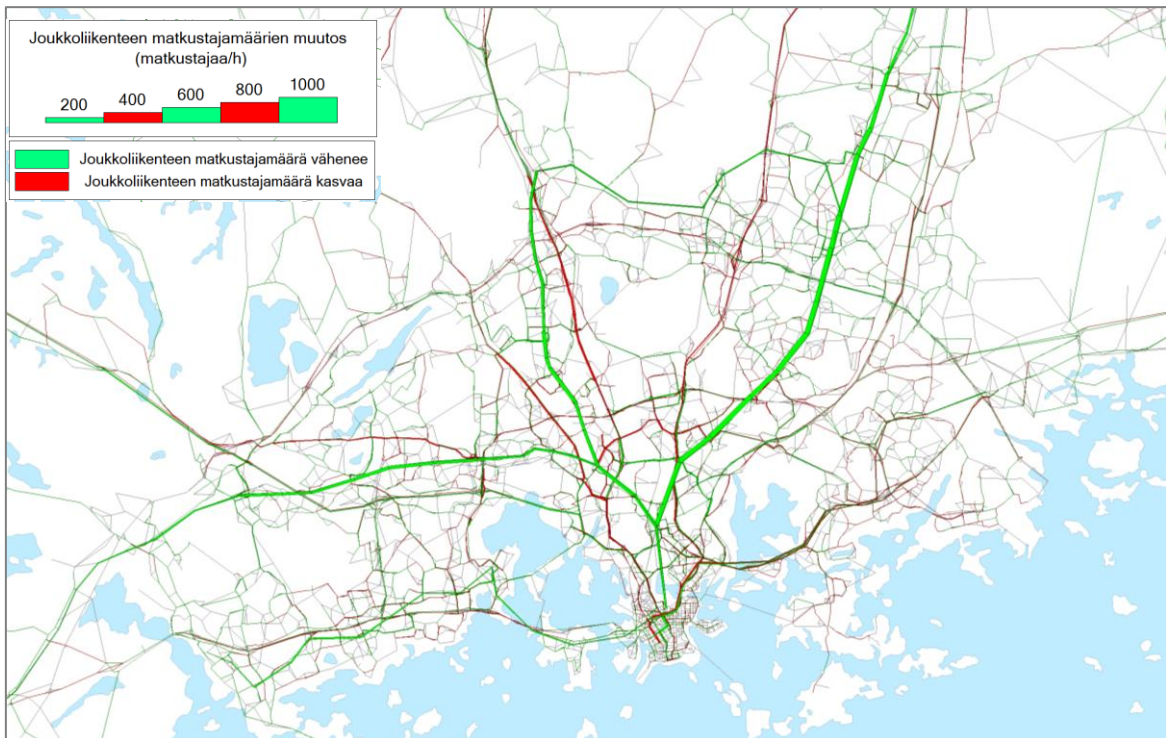 Joukkoliikenteen matkustajamäärien muutos
(matkustajaa/h)
200 400 600 800 1000
Joukkoliikenteen matkustajamäärä vähenee
Joukkoliikenteen matkustajamäärä kasvaa